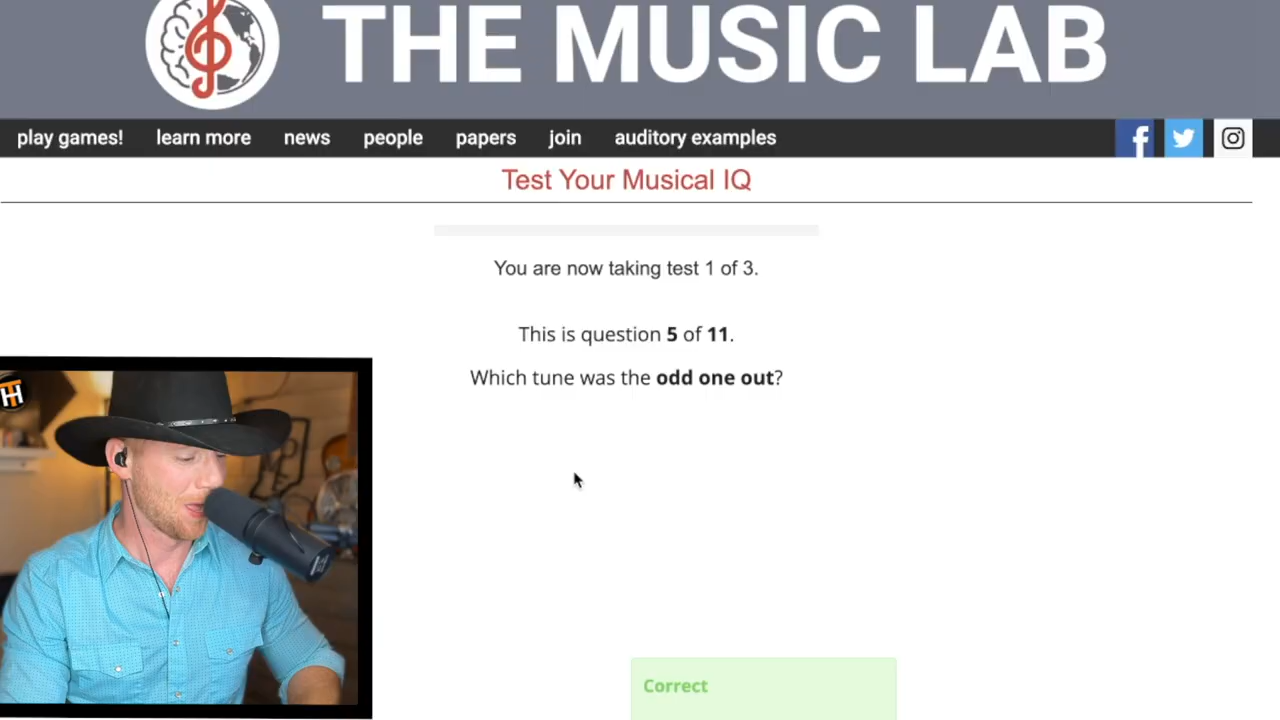 THE MUSIC LAB
play games! learn more news people papers join auditory examples
Test Your Musical IQ
You are now taking test 1 of 3.
This is question 5 of 11.
Which tune was the odd one out?
TH
Correct